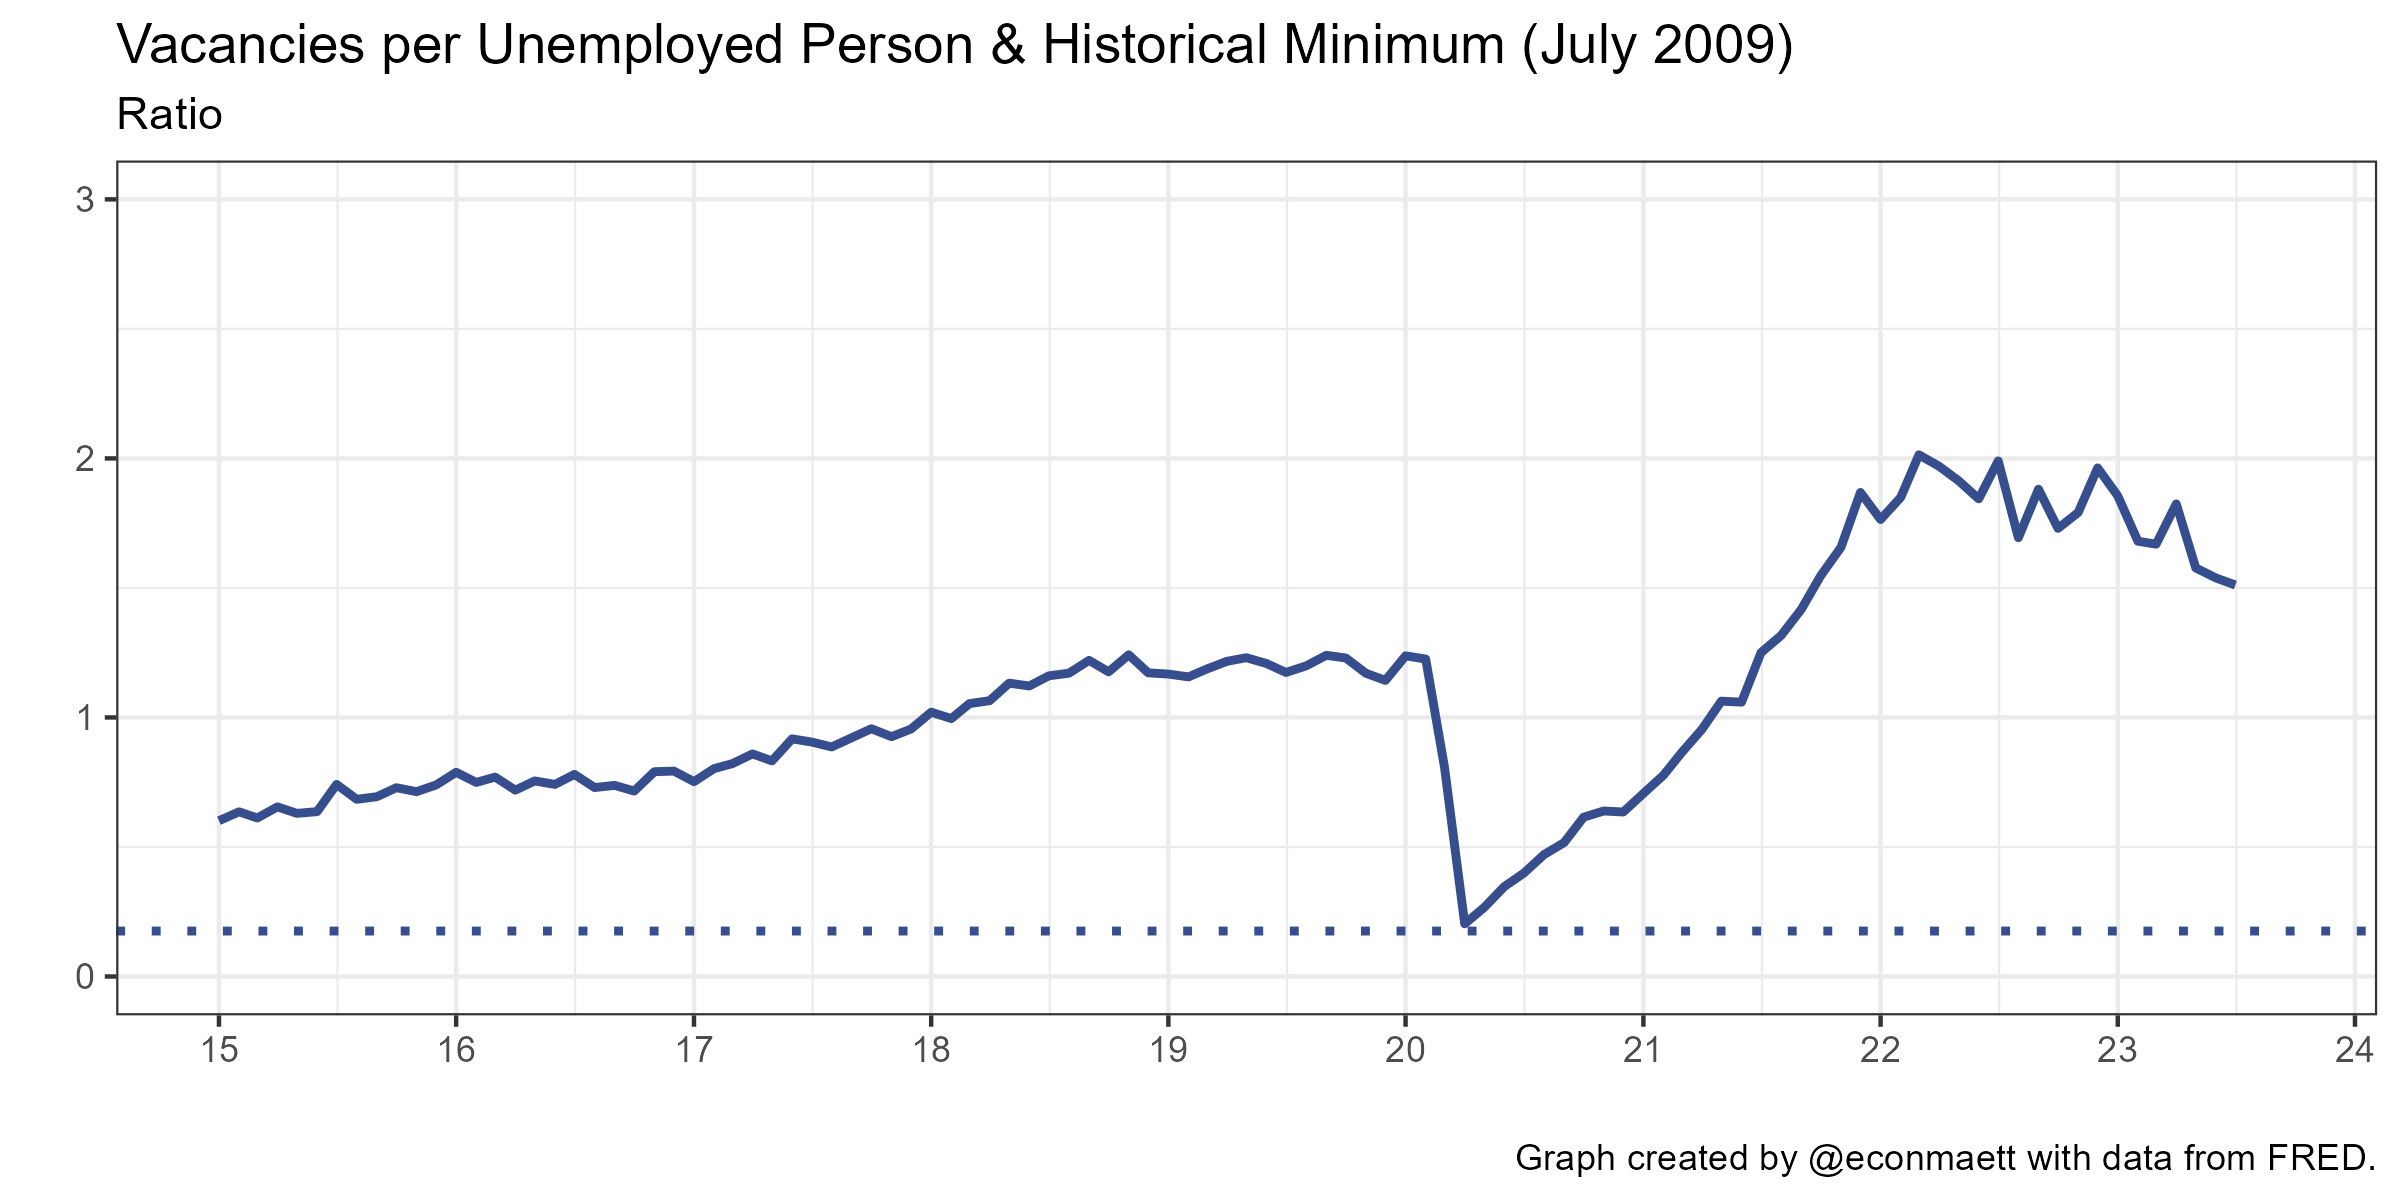 Vacancies per Unemployed Person & Historical Minimum (July 2009)
Ratio
3
2
1
0
15 16 17 18 19 20 21 22 23 24
Graph created by @econmaett with data from FRED.